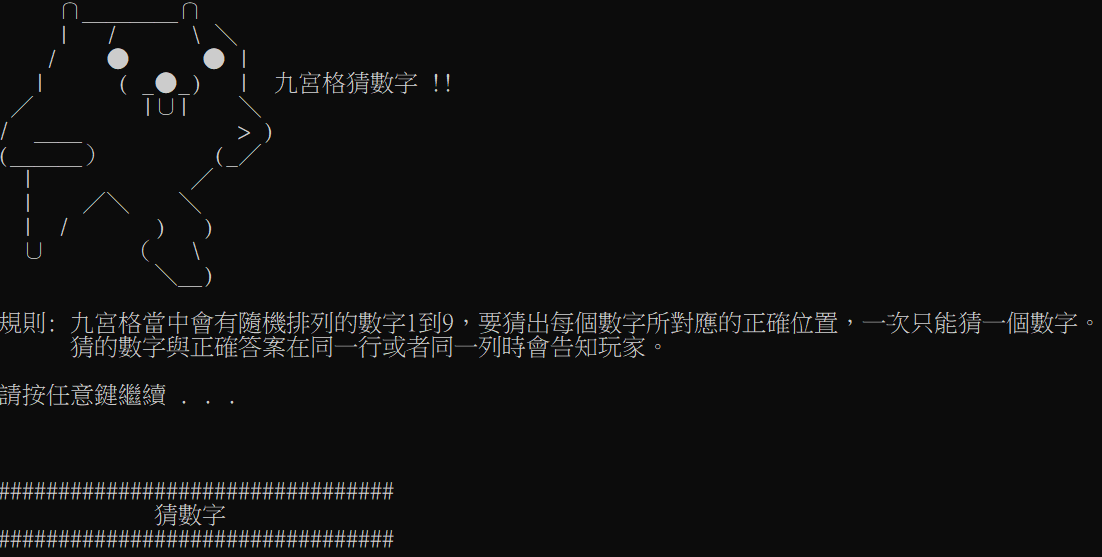 九宮格猜數字 !!
規則: 九宮格當中會有隨機排列的數字1到9，要猜出每個數字所對應的正確位置，一次只能猜一個數字。
猜的數字與正確答案在同一行或者同一列時會告知玩家。
請按任意鍵繼續 . . .
#################################
猜數字
#################################